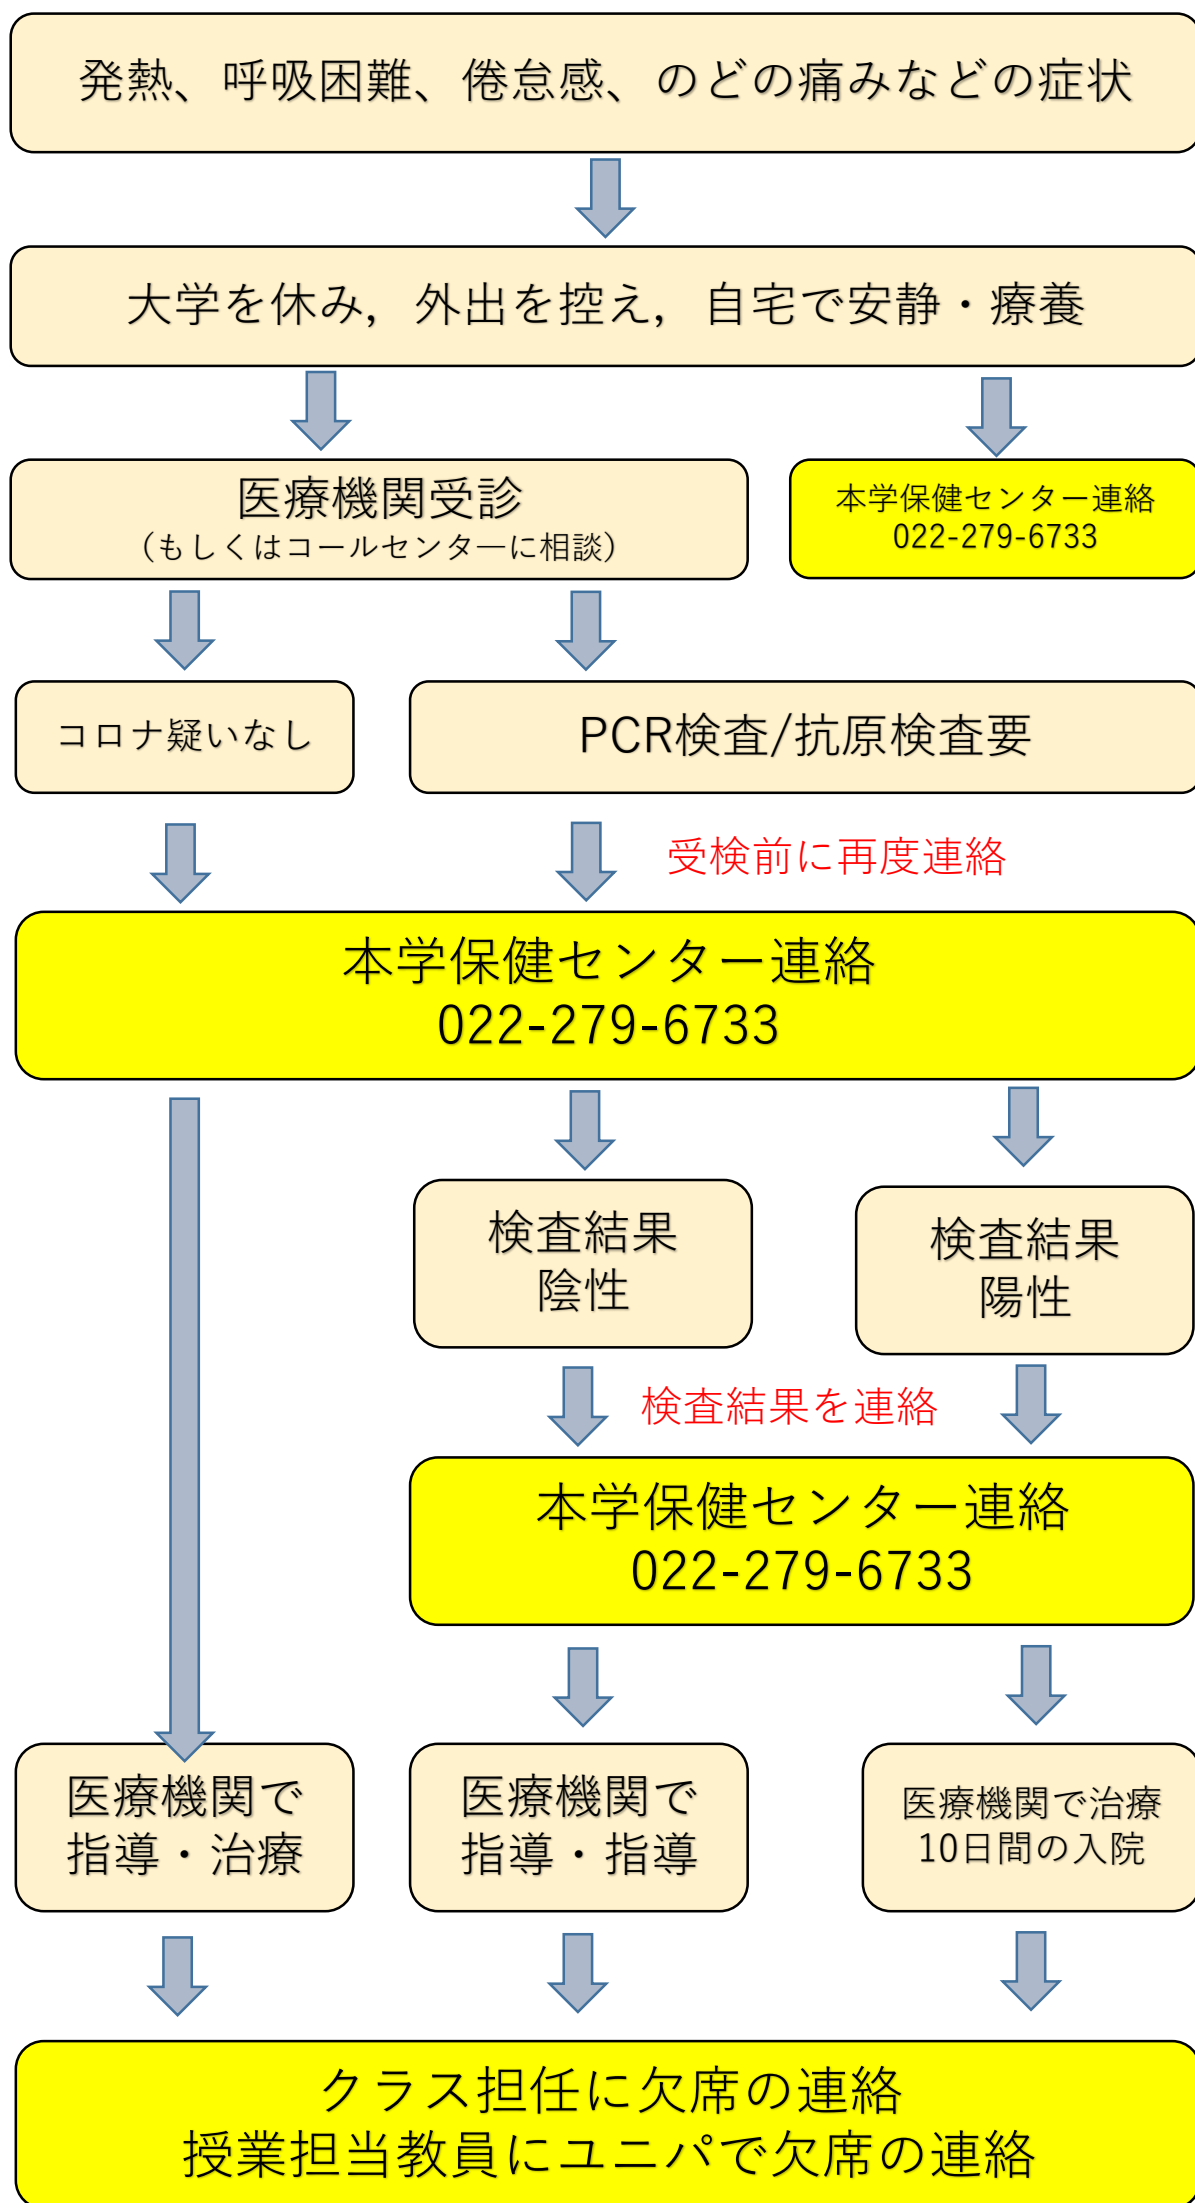 発熱、呼吸困難、倦怠感、のどの痛みなどの症状
大学を休み，外出を控え，自宅で安静・療養
医療機関受診
（もしくはコールセンターに相談）
本学保健センター連絡
022-279-6733
コロナ疑いなし
PCR検査/抗原検査要
受検前に再度連絡
本学保健センター連絡
022-279-6733
検査結果
陰性
検査結果
陽性
検査結果を連絡
本学保健センター連絡
022-279-6733
医療機関で
指導・治療
医療機関で
指導・指導
医療機関で治療
10日間の入院
クラス担任に欠席の連絡
授業担当教員にユニパで欠席の連絡